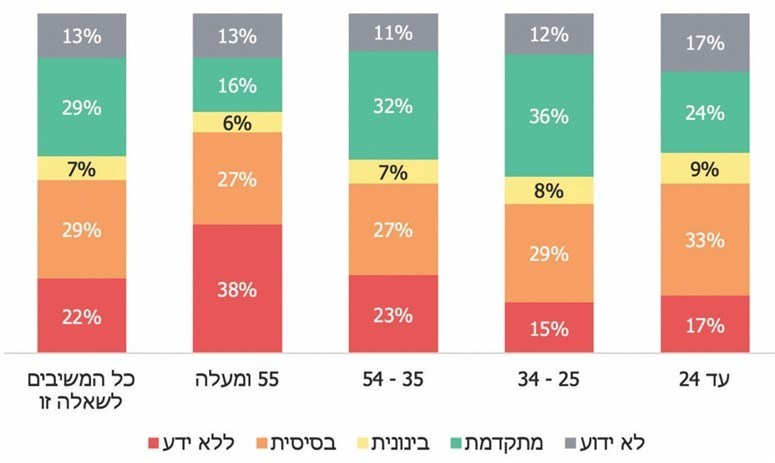 13% 13% 11% 12% 17%
29% 16% 32% 36% 24%
7% 6% 7% 8% 9%
29% 27% 27% 29% 33%
22% 38% 23% 15% 17%
עד 24
25 - 34
35 - 54
55 ומעלה
כל המשיבים
לשאלה זו
לא ידוע מתקדמת בינונית בסיסית ללא ידע